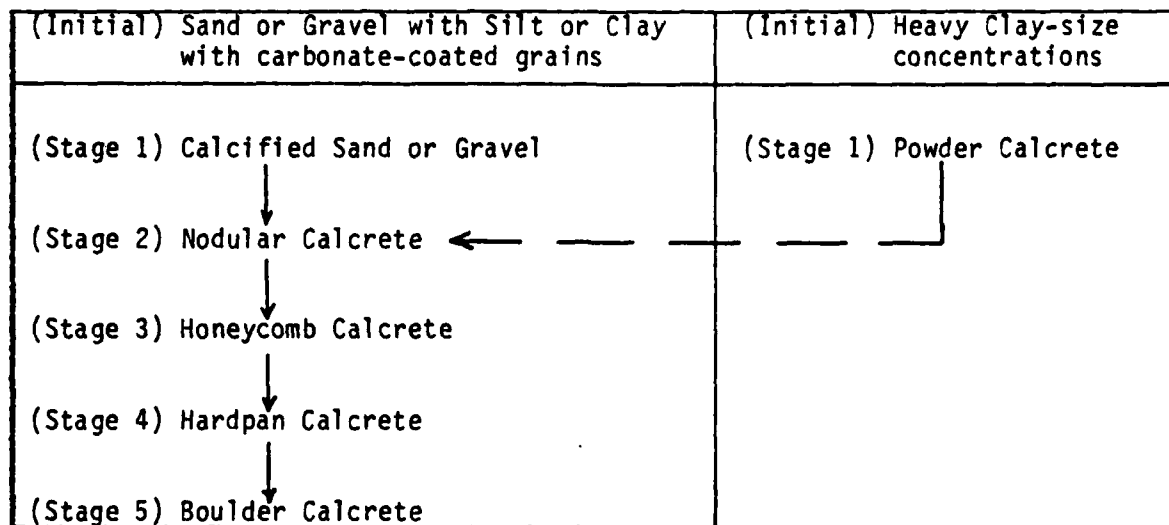 (Initial) Sand or Gravel with Silt or Clay
with carbonate-coated grains
(Initial) Heavy Clay-size
concentrations
(Stage 1) Calcified Sand or Gravel
(Stage 1) Powder Calcrete
(Stage 2) Nodular Calcrete
(Stage 3) Honeycomb Calcrete
(Stage 4) Hardpan Calcrete
(Stage 5) Boulder Calcrete